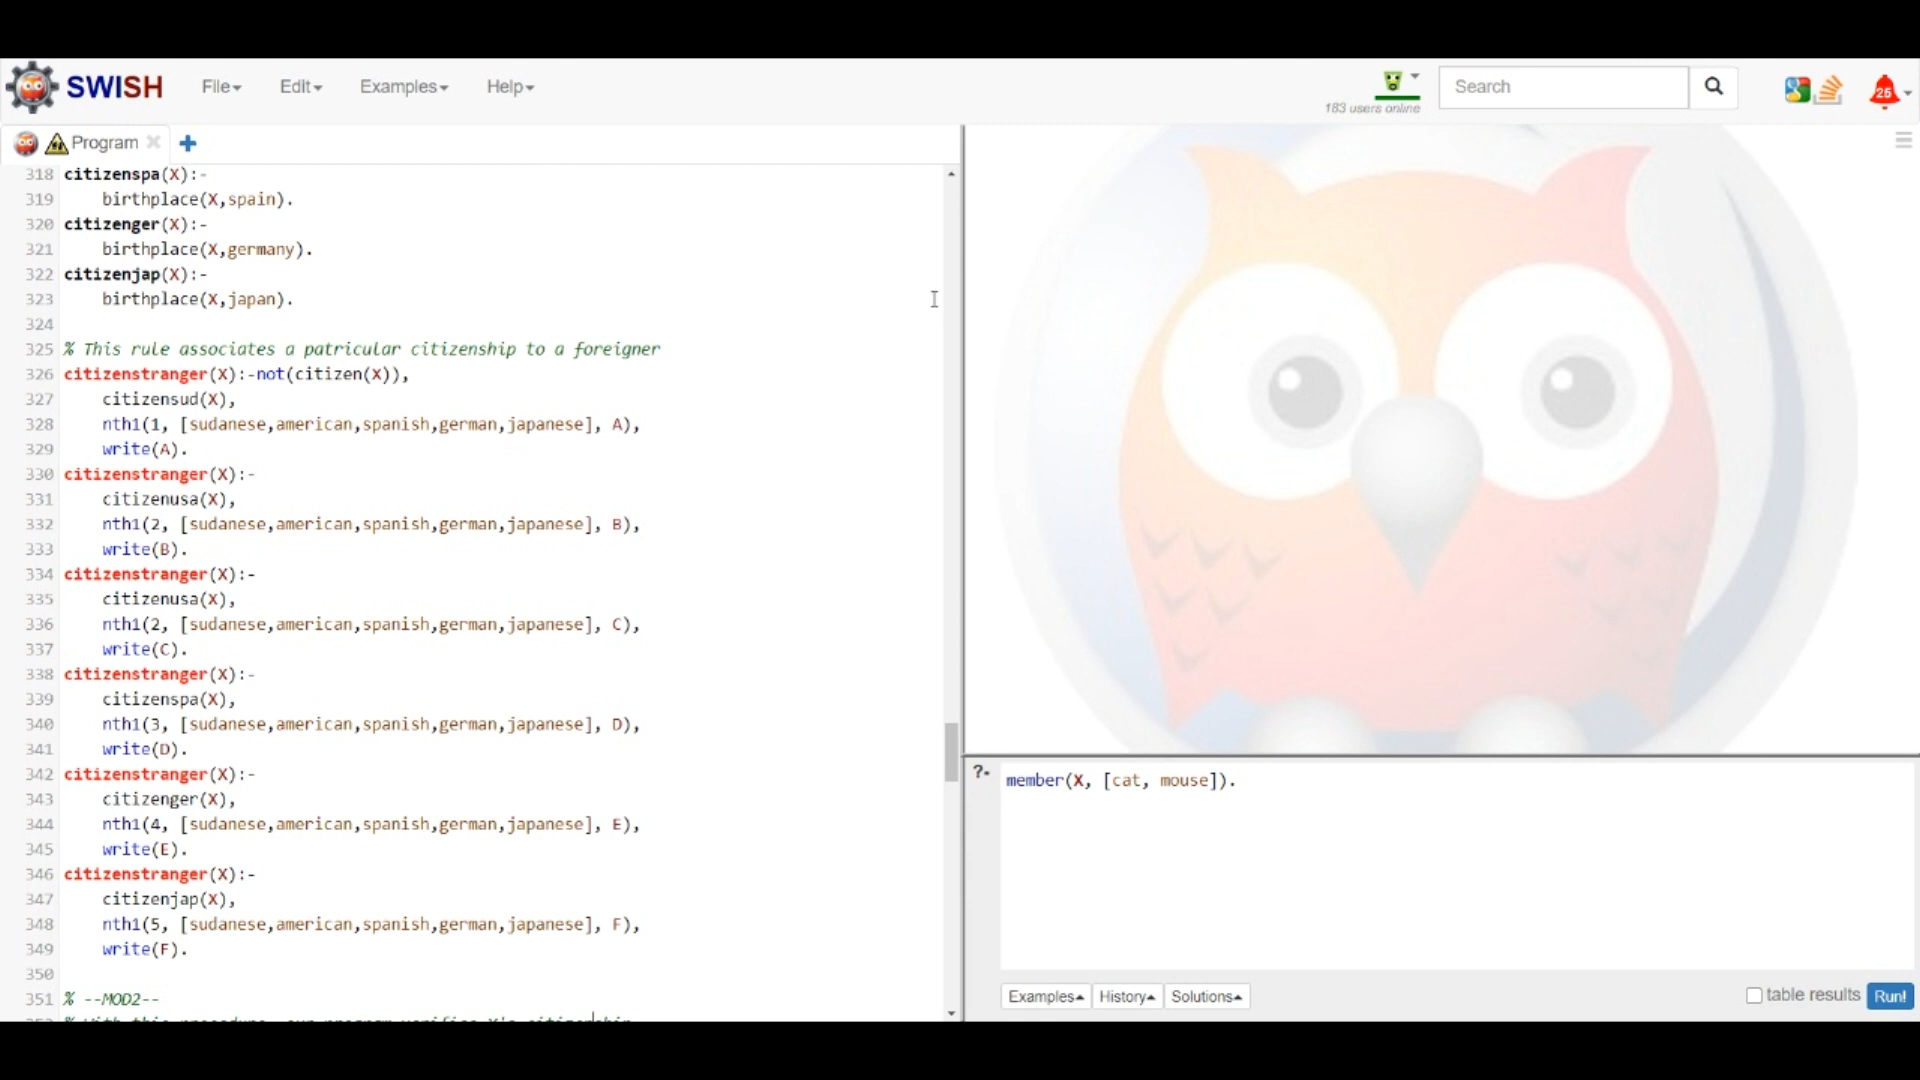 SWISH File Edit Examples Help 183 users online Search 25
Program
318 citizenspa(X):-
319 birthplace(X,spain).
320 citizenger(X):-
321 birthplace(X,germany).
322 citizenjap(X):-
323 birthplace(X,japan).
324
325 % This rule associates a patricular citizenship to a foreigner
326 citizenstranger(X):-not(citizen(X)),
327 citizensud(X),
328 nth1(1, [sudanese,american,spanish,german,japanese], A),
329 write(A).
330 citizenstranger(X):-
331 citizenusa(X),
332 nth1(2, [sudanese,american,spanish,german,japanese], B),
333 write(B).
334 citizenstranger(X):-
335 citizenusa(X),
336 nth1(2, [sudanese,american,spanish,german,japanese], C),
337 write(C).
338 citizenstranger(X):-
339 citizenspa(X),
340 nth1(3, [sudanese,american,spanish,german,japanese], D),
341 write(D).
342 citizenstranger(X):-
343 citizenger(X),
344 nth1(4, [sudanese,american,spanish,german,japanese], E),
345 write(E).
346 citizenstranger(X):-
347 citizenjap(X),
348 nth1(5, [sudanese,american,spanish,german,japanese], F),
349 write(F).
350
351 % --MOD2--
?- member(X, [cat, mouse]).
Examples History Solutions table results Run!